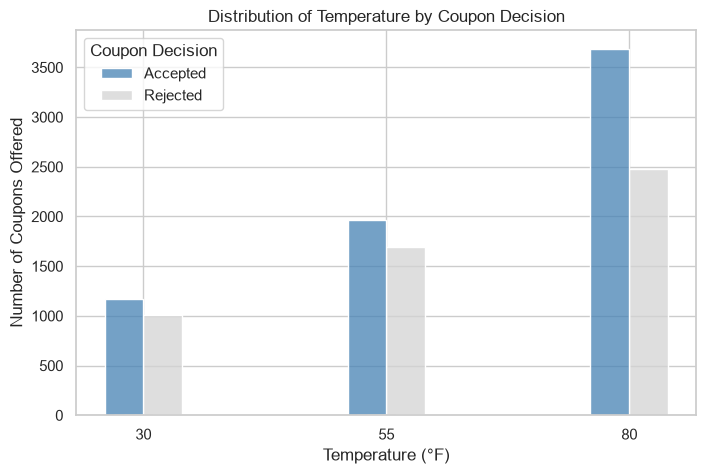 Distribution of Temperature by Coupon Decision
Coupon Decision
Accepted
Rejected
Number of Coupons Offered
3500
3000
2500
2000
1500
1000
500
0
30
55
80
Temperature (°F)